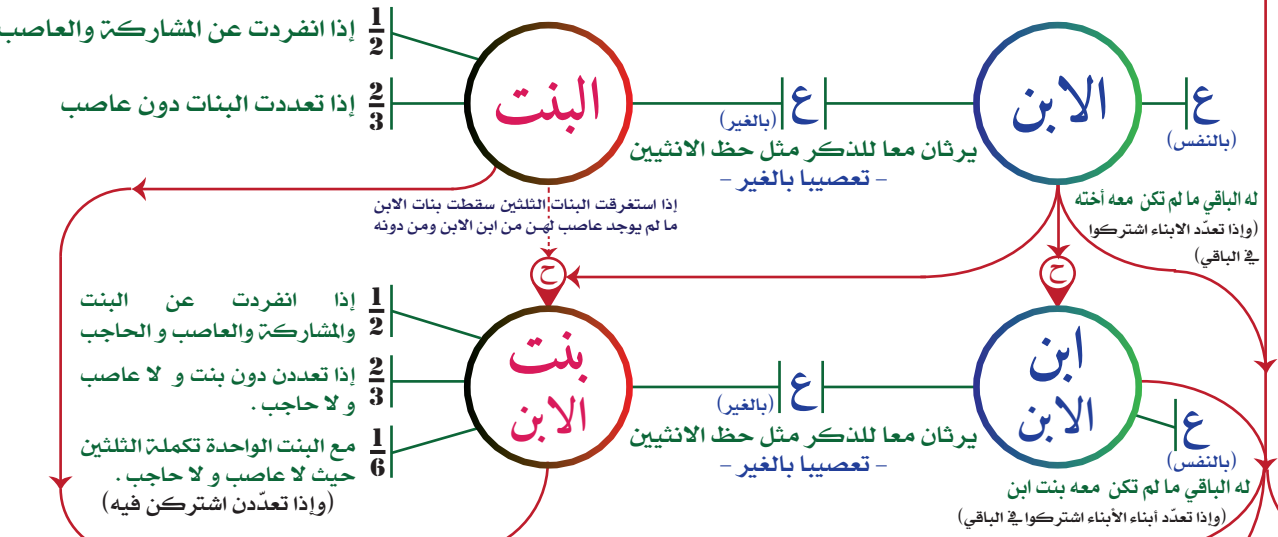 الابن
ع
(بالنفس)
له الباقي ما لم تكن معه أخته
(وإذا تعدّد الابناء اشتركوا
في الباقي)
ع
(بالغير)
يرثان معا للذكر مثل حظ الانثيين
- تعصيبا بالغير -
البنت
1/2 إذا انفردت عن المشاركة والعاصب
2/3 إذا تعددت البنات دون عاصب
إذا استغرقت البنات الثلثين سقطت بنات الابن
ما لم يوجد عاصب لهن من ابن الابن ومن دونه
ح
ح
ابن
الابن
ع
(بالنفس)
له الباقي ما لم تكن معه بنت ابن
(وإذا تعدّد أبناء الأبناء اشتركوا في الباقي)
ع
(بالغير)
يرثان معا للذكر مثل حظ الانثيين
- تعصيبا بالغير -
بنت
الابن
1/2 إذا انفردت عن البنت
والمشاركة والعاصب و الحاجب
2/3 إذا تعددن دون بنت و لا عاصب
و لا حاجب .
1/6 مع البنت الواحدة تكملة الثلثين
حيث لا عاصب و لا حاجب .
(وإذا تعدّدن اشتركن فيه)